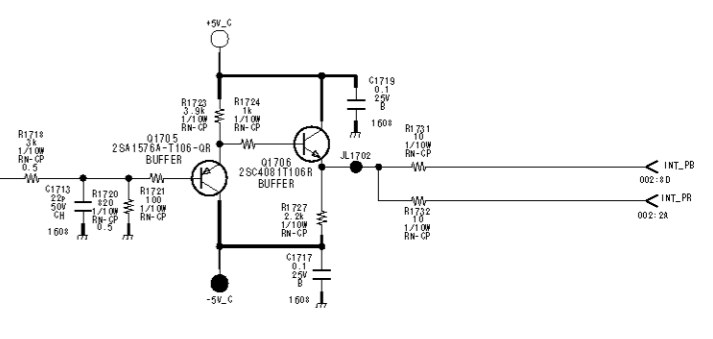 +5V_C
C1719
0.1
25V
B
1608
R1723
3.9k
1/10W
RN-CP
R1724
1k
1/10W
RN-CP
R1718
3k
1/10W
RN-CP
0.5
Q1705
2SA1576A-T106-QR
BUFFER
R1731
10
1/10W
RN-CP
Q1706
2SC4081T106R
BUFFER
JL1702
INT_PB
002:8D
C1713
22p
50V
CH
1608
R1720
820
1/10W
RN-CP
0.5
R1721
100
1/10W
RN-CP
INT_PR
002:2A
R1727
2.2k
1/10W
RN-CP
R1732
10
1/10W
RN-CP
C1717
0.1
25V
B
1608
-5V_C